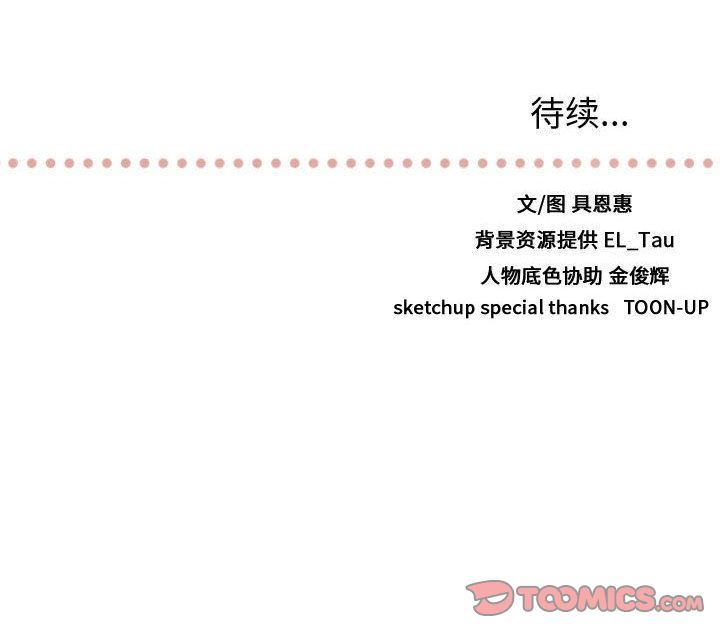 待续...
文/图 具恩惠
背景资源提供 EL_Tau
人物底色协助 金俊辉
sketchup special thanks TOON-UP
TOOMICS.COM